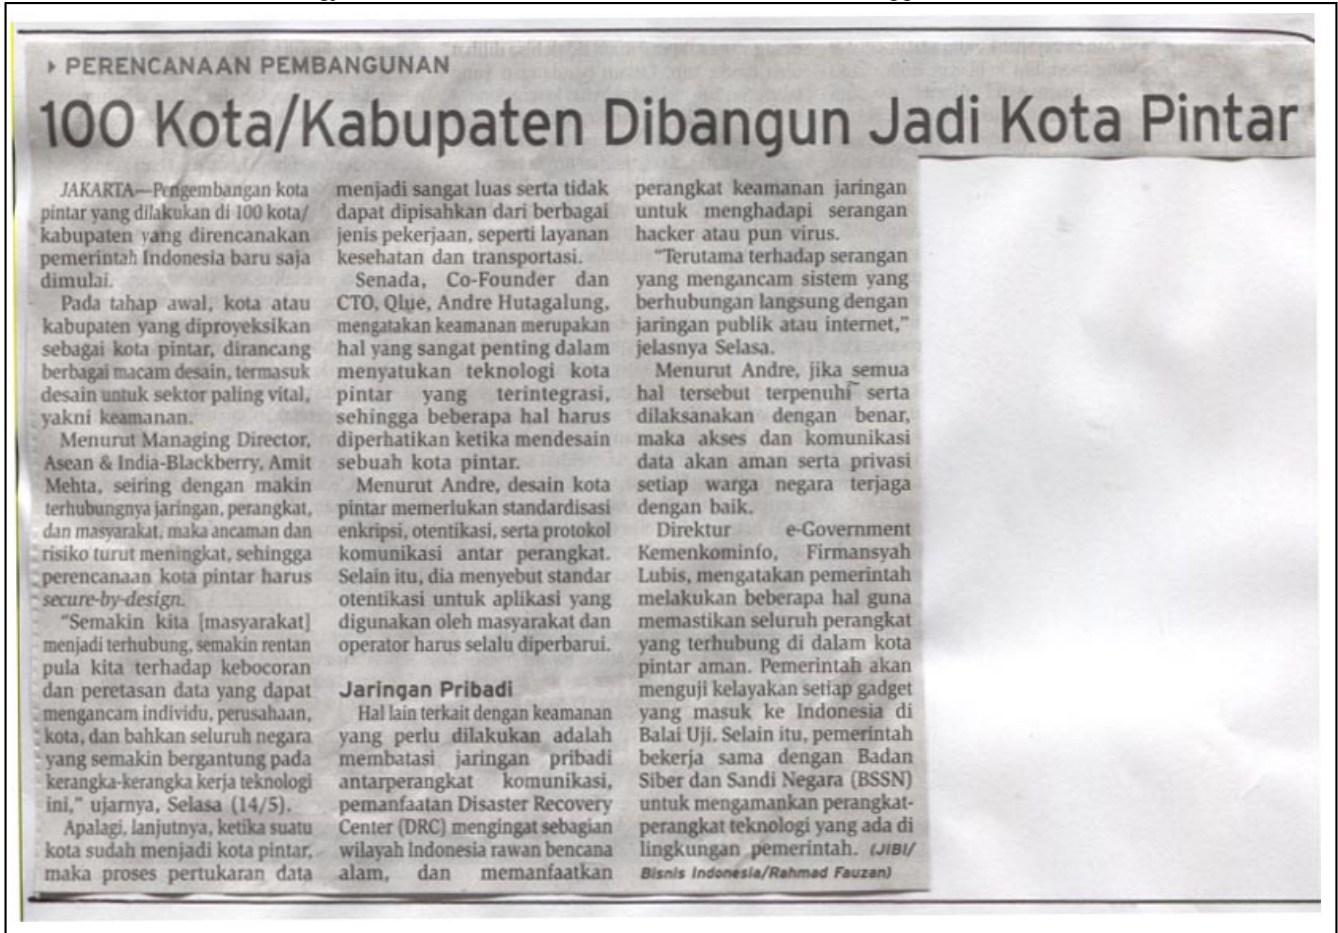 PERENCANAAN PEMBANGUNAN
100 Kota/Kabupaten Dibangun Jadi Kota Pintar
JAKARTA—Pengembangan kota
pintar yang dilakukan di 100 kota/
kabupaten yang direncanakan
pemerintah Indonesia baru saja
dimulai.
Pada tahap awal, kota atau
kabupaten yang diproyeksikan
sebagai kota pintar, dirancang
berbagai macam desain, termasuk
desain untuk sektor paling vital,
yakni keamanan.
Menurut Managing Director,
Asean & India-Blackberry, Amit
Mehta, seiring dengan makin
terhubungnya jaringan, perangkat,
dan masyarakat, maka ancaman dan
risiko turut meningkat, sehingga
perencanaan kota pintar harus
secure-by-design.
"Semakin kita [masyarakat]
menjadi terhubung, semakin rentan
pula kita terhadap kebocoran
dan peretasan data yang dapat
mengancam individu, perusahaan,
kota, dan bahkan seluruh negara
yang semakin bergantung pada
kerangka-kerangka kerja teknologi
ini," ujarnya, Selasa (14/5).
Apalagi, lanjutnya, ketika suatu
kota sudah menjadi kota pintar,
maka proses pertukaran data
menjadi sangat luas serta tidak
dapat dipisahkan dari berbagai
jenis pekerjaan, seperti layanan
kesehatan dan transportasi.
Senada, Co-Founder dan
CTO, Qlue, Andre Hutagalung,
mengatakan keamanan merupakan
hal yang sangat penting dalam
menyatukan teknologi kota
pintar yang terintegrasi,
sehingga beberapa hal harus
diperhatikan ketika mendesain
sebuah kota pintar.
Menurut Andre, desain kota
pintar memerlukan standardisasi
enkripsi, otentikasi, serta protokol
komunikasi antar perangkat.
Selain itu, dia menyebut standar
otentikasi untuk aplikasi yang
digunakan oleh masyarakat dan
operator harus selalu diperbarui.
Jaringan Pribadi
Hal lain terkait dengan keamanan
yang perlu dilakukan adalah
membatasi jaringan pribadi
antarperangkat komunikasi,
pemanfaatan Disaster Recovery
Center (DRC) mengingat sebagian
wilayah Indonesia rawan bencana
alam, dan memanfaatkan
perangkat keamanan jaringan
untuk menghadapi serangan
hacker atau pun virus.
"Terutama terhadap serangan
yang mengancam sistem yang
berhubungan langsung dengan
jaringan publik atau internet,"
jelasnya Selasa.
Menurut Andre, jika semua
hal tersebut terpenuhi serta
dilaksanakan dengan benar,
maka akses dan komunikasi
data akan aman serta privasi
setiap warga negara terjaga
dengan baik.
Direktur e-Government
Kemenkominfo, Firmansyah
Lubis, mengatakan pemerintah
melakukan beberapa hal guna
memastikan seluruh perangkat
yang terhubung di dalam kota
pintar aman. Pemerintah akan
menguji kelayakan setiap gadget
yang masuk ke Indonesia di
Balai Uji. Selain itu, pemerintah
bekerja sama dengan Badan
Siber dan Sandi Negara (BSSN)
untuk mengamankan perangkat-
perangkat teknologi yang ada di
lingkungan pemerintah. (JIBI/
Bisnis Indonesia/Rahmad Fauzan)